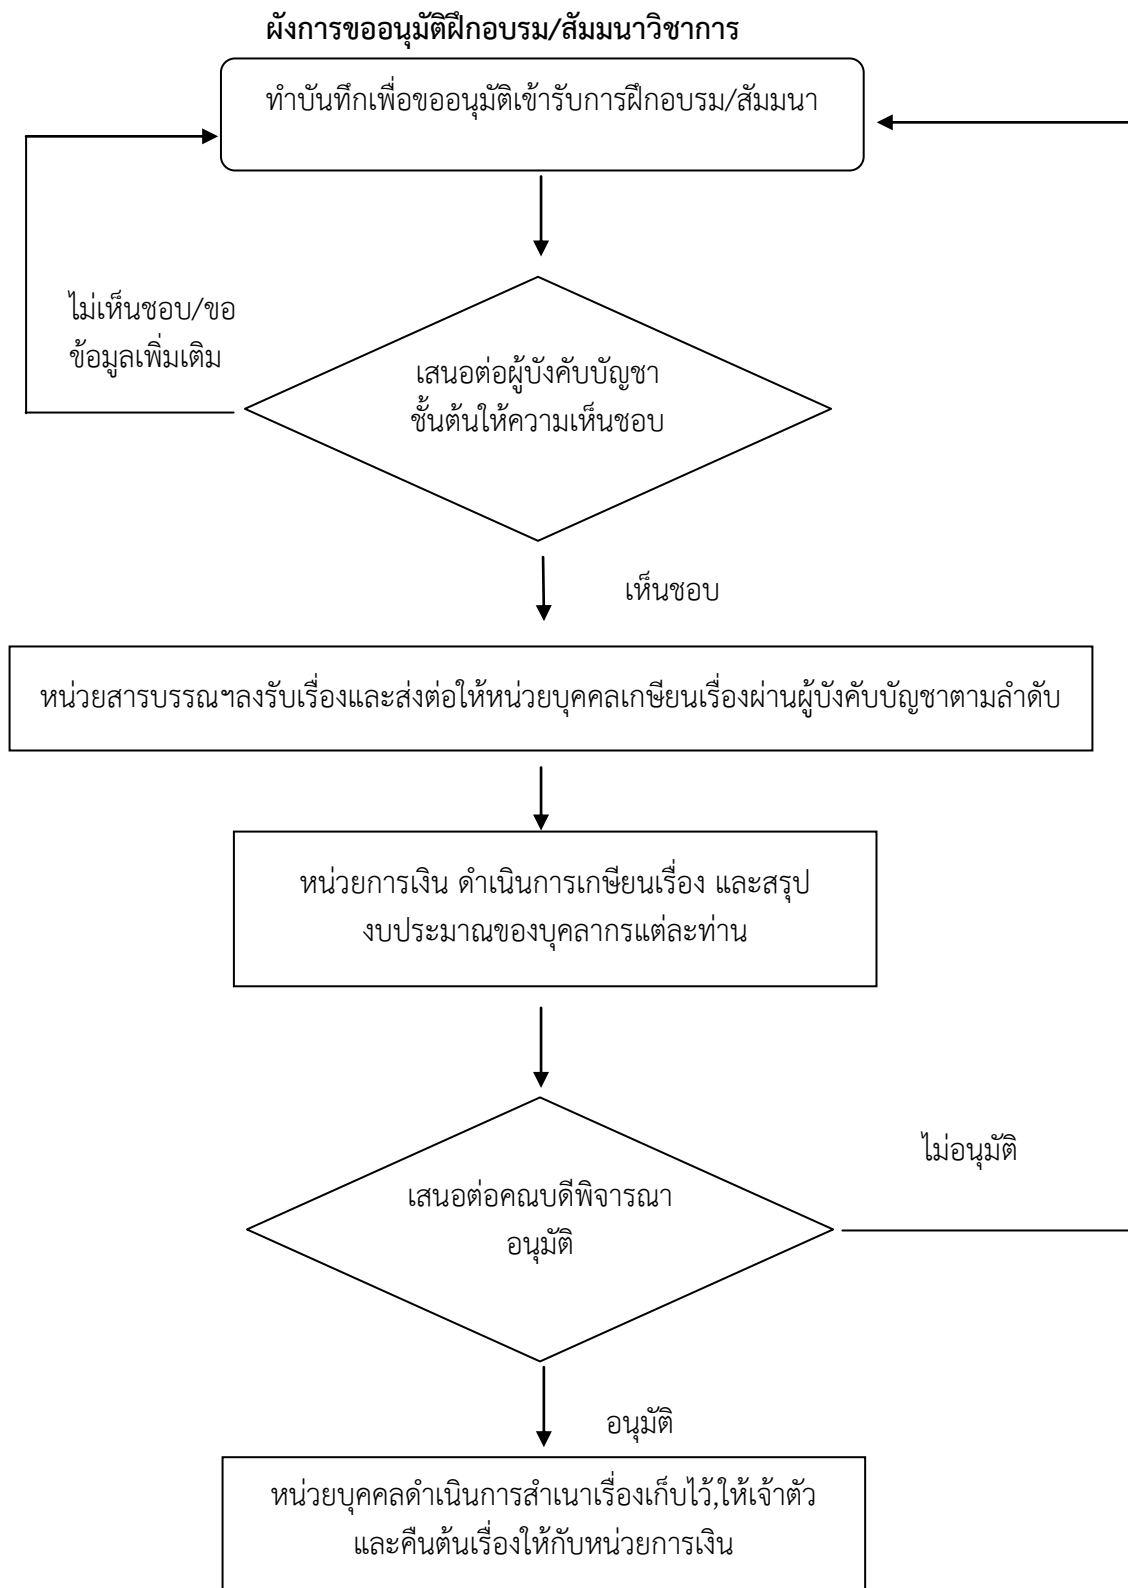 ผังการขออนุมัติฝึกอบรม/สัมมนาวิชาการ
ทำบันทึกเพื่อขออนุมัติเข้ารับการฝึกอบรม/สัมมนา
ไม่เห็นชอบ/ขอ
ข้อมูลเพิ่มเติม
เสนอต่อผู้บังคับบัญชา
ชั้นต้นให้ความเห็นชอบ
เห็นชอบ
หน่วยสารบรรณฯลงรับเรื่องและส่งต่อให้หน่วยบุคคลเกษียนเรื่องผ่านผู้บังคับบัญชาตามลำดับ
หน่วยการเงิน ดำเนินการเกษียนเรื่อง และสรุป
งบประมาณของบุคลากรแต่ละท่าน
ไม่อนุมัติ
เสนอต่อคณบดีพิจารณา
อนุมัติ
อนุมัติ
หน่วยบุคคลดำเนินการสำเนาเรื่องเก็บไว้,ให้เจ้าตัว
และคืนต้นเรื่องให้กับหน่วยการเงิน